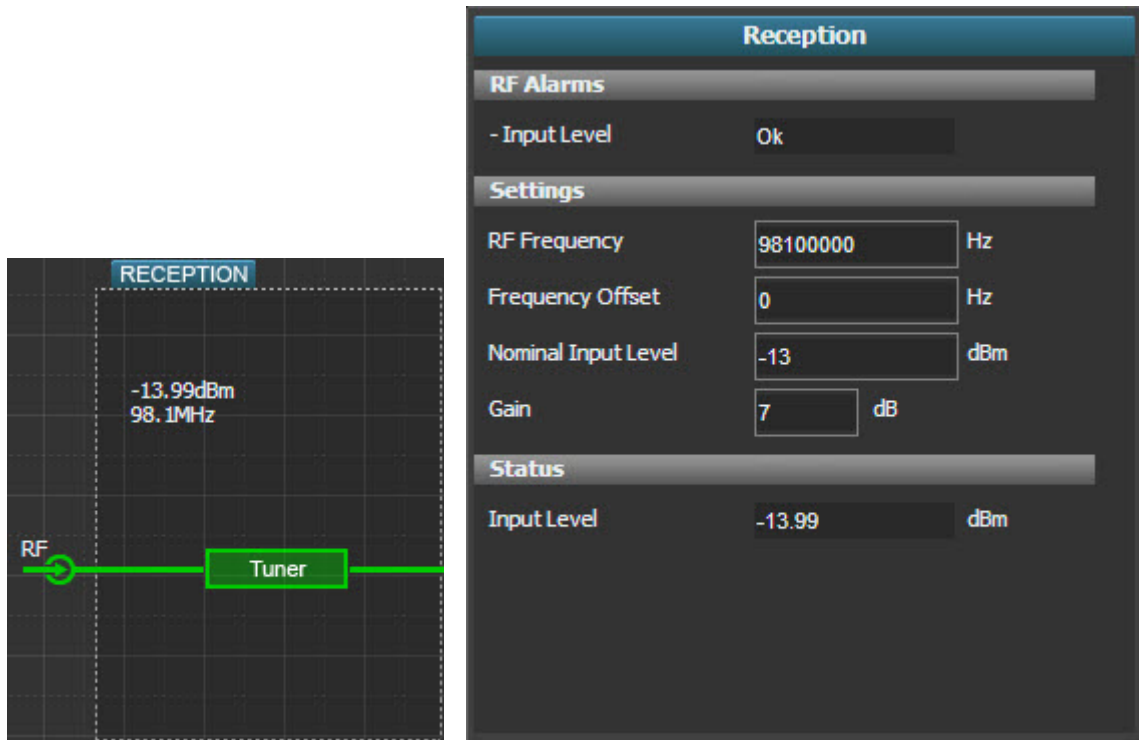 RECEPTION
-13.99dBm
98.1MHz
RF
Tuner
Reception
RF Alarms
- Input Level Ok
Settings
RF Frequency 98100000 Hz
Frequency Offset 0 Hz
Nominal Input Level -13 dBm
Gain 7 dB
Status
Input Level -13.99 dBm